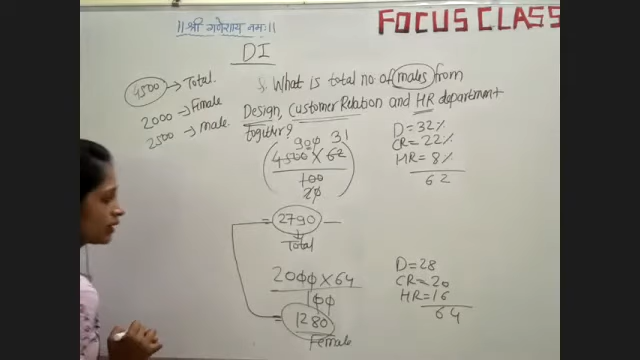 ॥ श्री गणेशाय नमः॥
FOCUS CLASS
DI
4500 → Total.
2000 → Female
2500 → male.
What is total no of males from
Design, Customer Relation and HR department
together?
900 31
4500 × 62
100
20
D = 32%
CR = 22%
HR = 8%
62
= 2790
Total
2000 × 64
100
= 1280
Female
D = 28
CR = 20
HR = 16
64